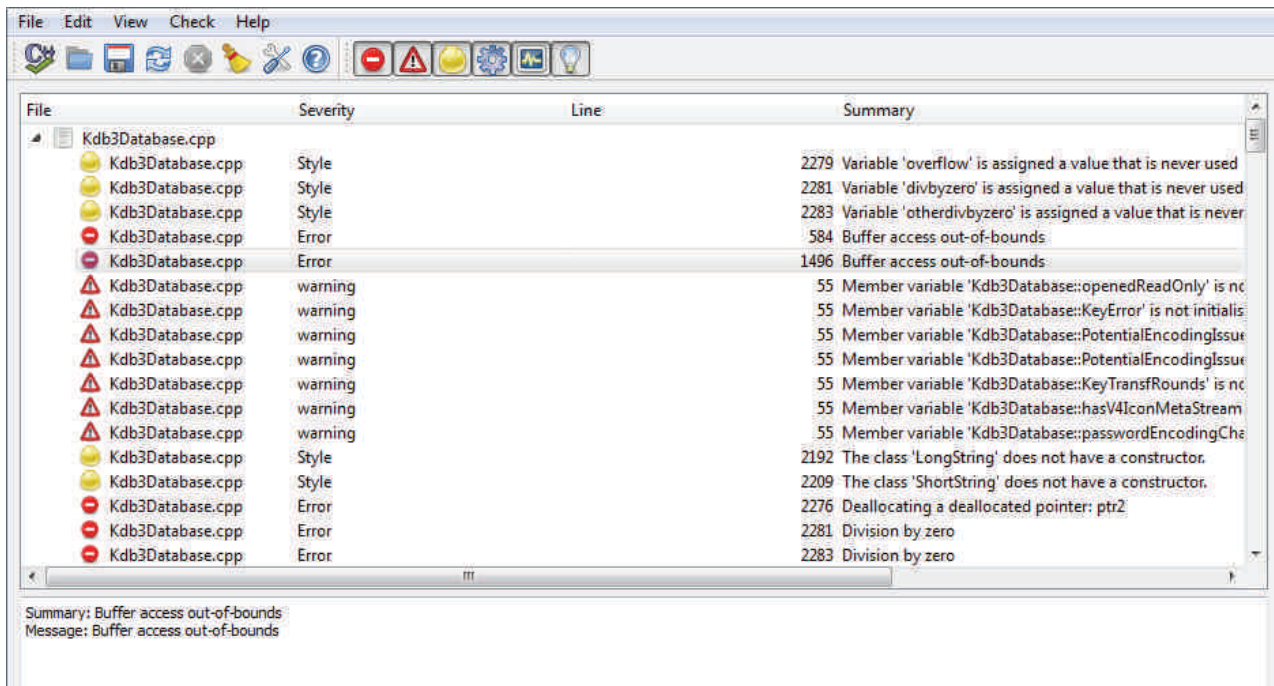 File Edit View Check Help
File Severity Line Summary
Kdb3Database.cpp
Kdb3Database.cpp Style 2279 Variable 'overflow' is assigned a value that is never used
Kdb3Database.cpp Style 2281 Variable 'divbyzero' is assigned a value that is never used
Kdb3Database.cpp Style 2283 Variable 'otherdivbyzero' is assigned a value that is never
Kdb3Database.cpp Error 584 Buffer access out-of-bounds
Kdb3Database.cpp Error 1496 Buffer access out-of-bounds
Kdb3Database.cpp warning 55 Member variable 'Kdb3Database::openedReadOnly' is
Kdb3Database.cpp warning 55 Member variable 'Kdb3Database::KeyError' is not initialis
Kdb3Database.cpp warning 55 Member variable 'Kdb3Database::PotentialEncodingIssue
Kdb3Database.cpp warning 55 Member variable 'Kdb3Database::PotentialEncodingIssue
Kdb3Database.cpp warning 55 Member variable 'Kdb3Database::KeyTransfRounds' is
Kdb3Database.cpp warning 55 Member variable 'Kdb3Database::hasV4IconMetaStream
Kdb3Database.cpp warning 55 Member variable 'Kdb3Database::passwordEncodingCha
Kdb3Database.cpp Style 2192 The class 'LongString' does not have a constructor.
Kdb3Database.cpp Style 2209 The class 'ShortString' does not have a constructor.
Kdb3Database.cpp Error 2276 Deallocating a deallocated pointer: ptr2
Kdb3Database.cpp Error 2281 Division by zero
Kdb3Database.cpp Error 2283 Division by zero
Summary: Buffer access out-of-bounds
Message: Buffer access out-of-bounds